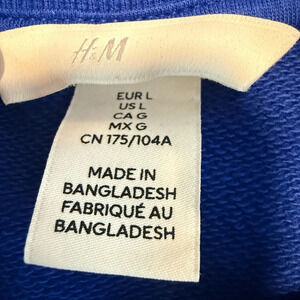 H&M
EUR L
US L
CA G
MX G
CN 175/104A
MADE IN
BANGLADESH
FABRIQUÉ AU
BANGLADESH